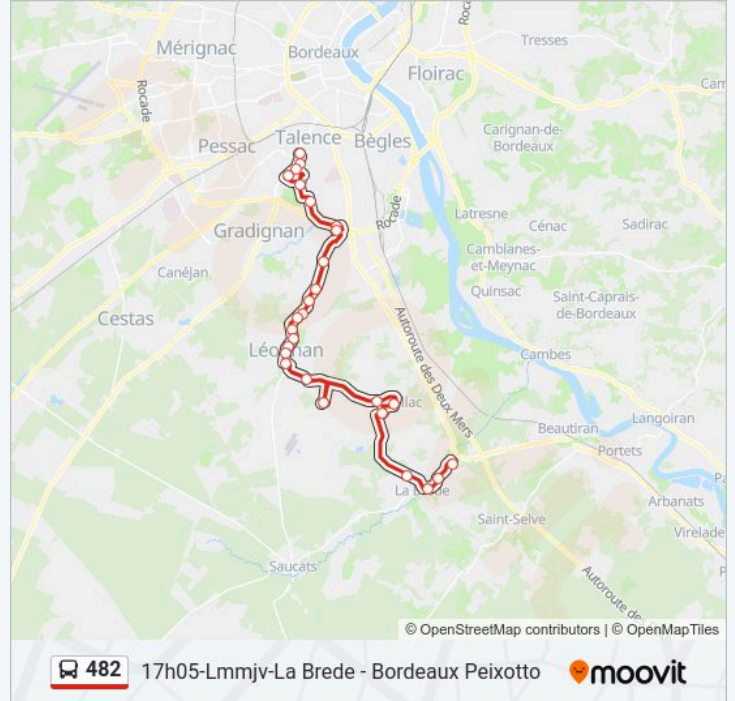 Mérignac
Bordeaux
Tresses
Floirac
Rocade
Pessac
Talence
Bègles
Carignan-de-
Bordeaux
Rocade
Latresne
Gradignan
Cénac
Sadirac
Camblanes-
et-Meynac
Canéjan
Quinsac
Saint-Caprais-
de-Bordeaux
Cestas
Autoroute des Deux Mers
Cambes
Langoiran
Beautiran
Portets
Arbanats
Saint-Selve
Virelade
Saucats
Autoroute de
© OpenStreetMap contributors | © OpenMapTiles
482 17h05-Lmmjv-La Brede - Bordeaux Peixotto
moovit